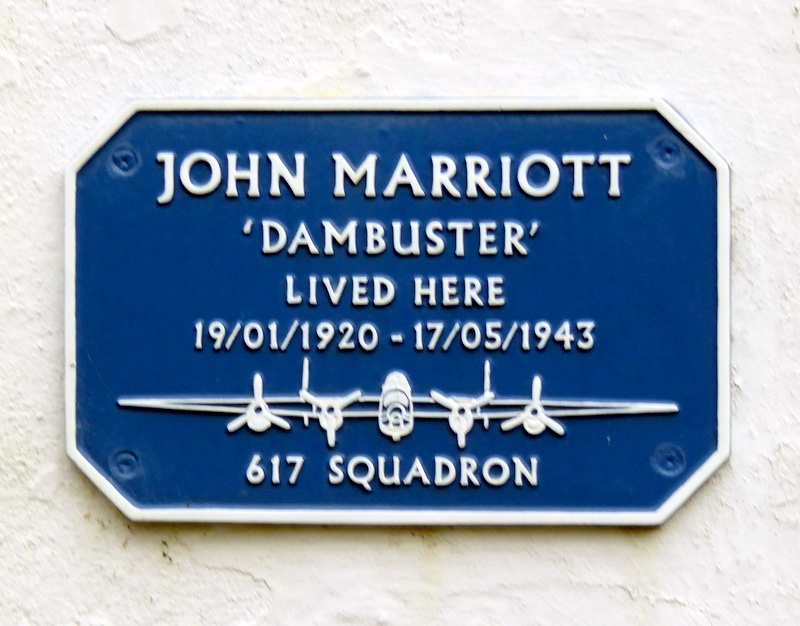 JOHN MARRIOTT
‘DAMBUSTER’
LIVED HERE
19/01/1920 - 17/05/1943
617 SQUADRON